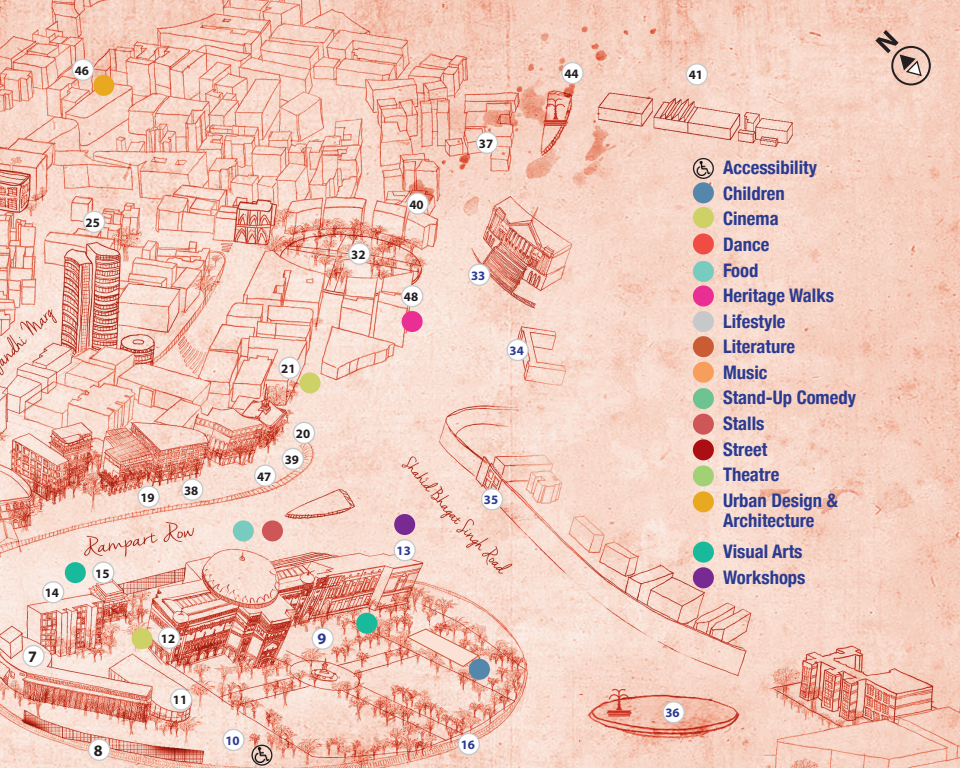 N
46
44
41
37
Accessibility
Children
Cinema
Dance
Food
Heritage Walks
Lifestyle
Literature
Music
Stand-Up Comedy
Stalls
Street
Theatre
Urban Design &
Architecture
Visual Arts
Workshops
40
25
32
33
48
andhi Marg
34
21
20
39
47
38
19
Shahid Bhagat Singh Road
35
Rampart Row
13
15
14
12
9
7
11
36
10
16
8